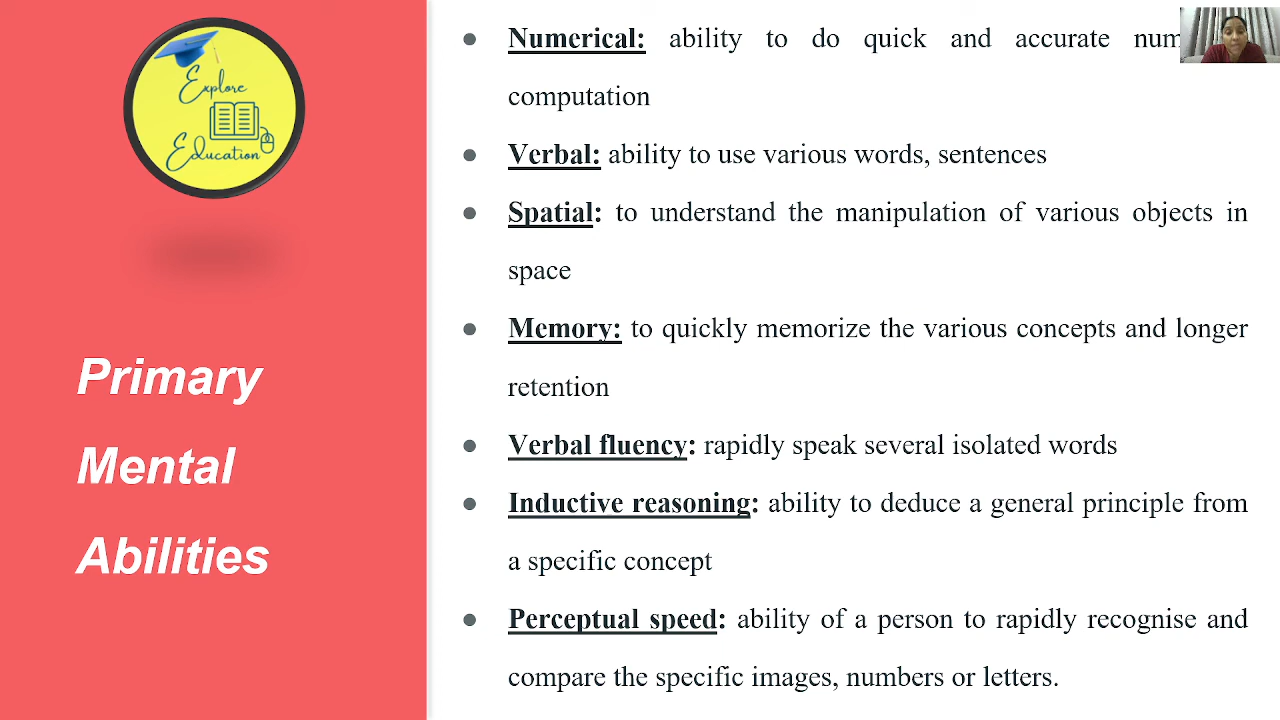 Explore
Education
Primary
Mental
Abilities
● Numerical: ability to do quick and accurate
computation
● Verbal: ability to use various words, sentences
● Spatial: to understand the manipulation of various objects in
space
● Memory: to quickly memorize the various concepts and longer
retention
● Verbal fluency: rapidly speak several isolated words
● Inductive reasoning: ability to deduce a general principle from
a specific concept
● Perceptual speed: ability of a person to rapidly recognise and
compare the specific images, numbers or letters.